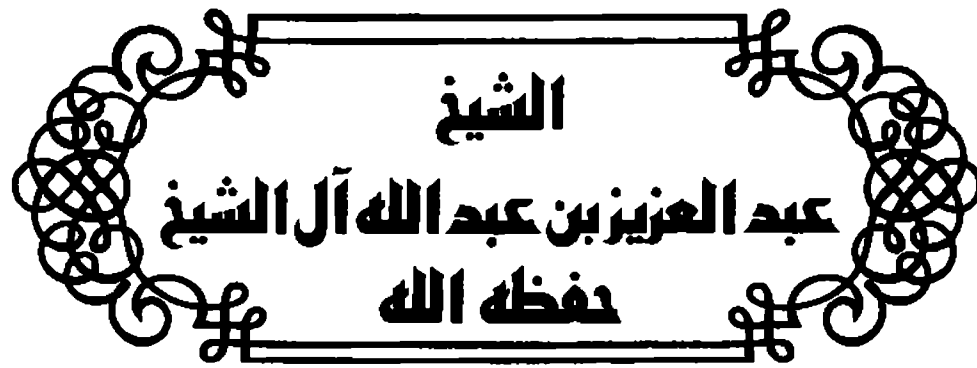 الشيخ
عبد العزيز بن عبد الله آل الشيخ
حفظه الله